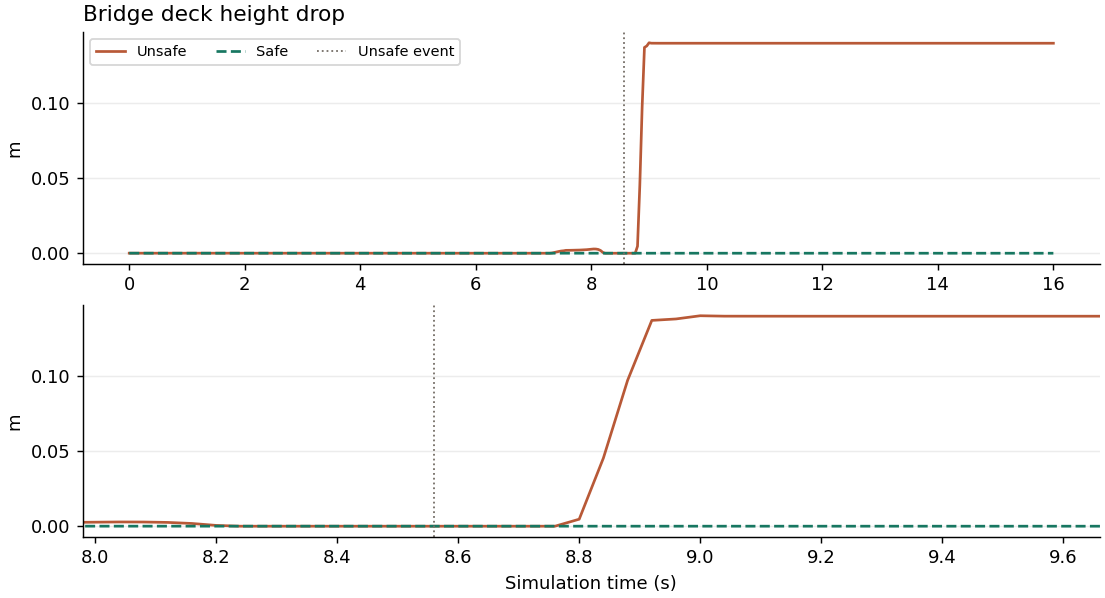 Bridge deck height drop
Unsafe Safe Unsafe event
m
0.10
0.05
0.00
0 2 4 6 8 10 12 14 16
m
0.10
0.05
0.00
8.0 8.2 8.4 8.6 8.8 9.0 9.2 9.4 9.6
Simulation time (s)